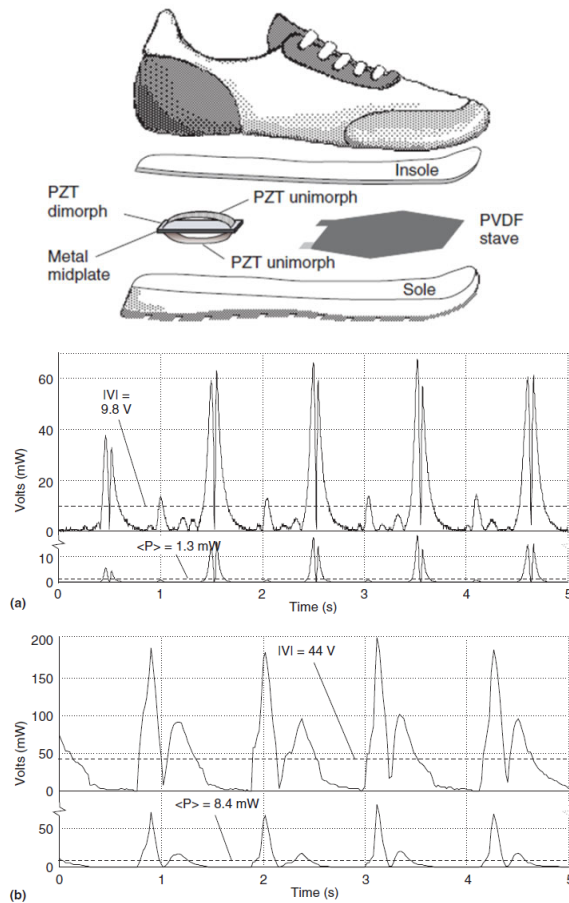 Insole
PZT
dimorph
PZT unimorph
Metal
midplate
PZT unimorph
PVDF
stave
Sole
Volts (mW)
60
40
20
0
10
0
|V| =
9.8 V
<P> = 1.3 mW
0
1
2
3
4
5
Time (s)
(a)
Volts (mW)
200
150
100
50
0
50
0
|V| = 44 V
<P> = 8.4 mW
0
1
2
3
4
5
Time (s)
(b)